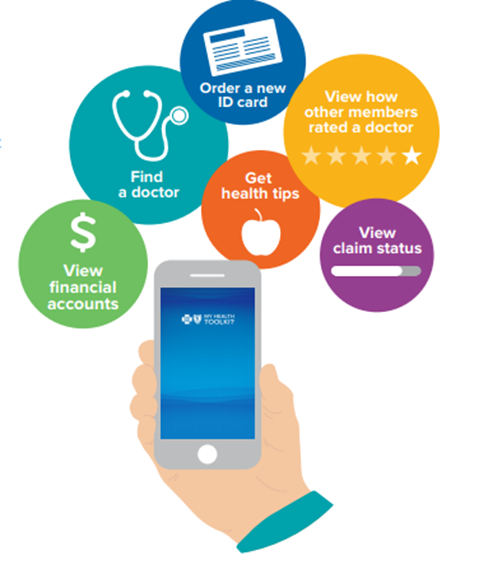 Order a new
ID card
View how
other members
rated a doctor
Find
a doctor
Get
health tips
View
claim status
$
View
financial
accounts
MY HEALTH
TOOLKIT